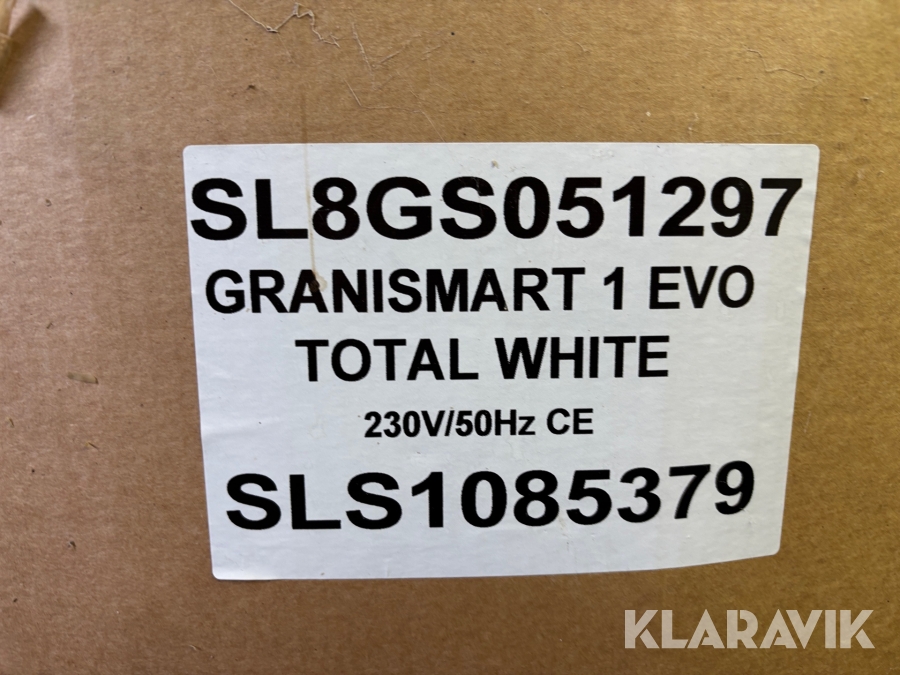 SL8GS051297
GRANISMART 1 EVO
TOTAL WHITE
230V/50Hz CE
SLS1085379
KLARAVIK